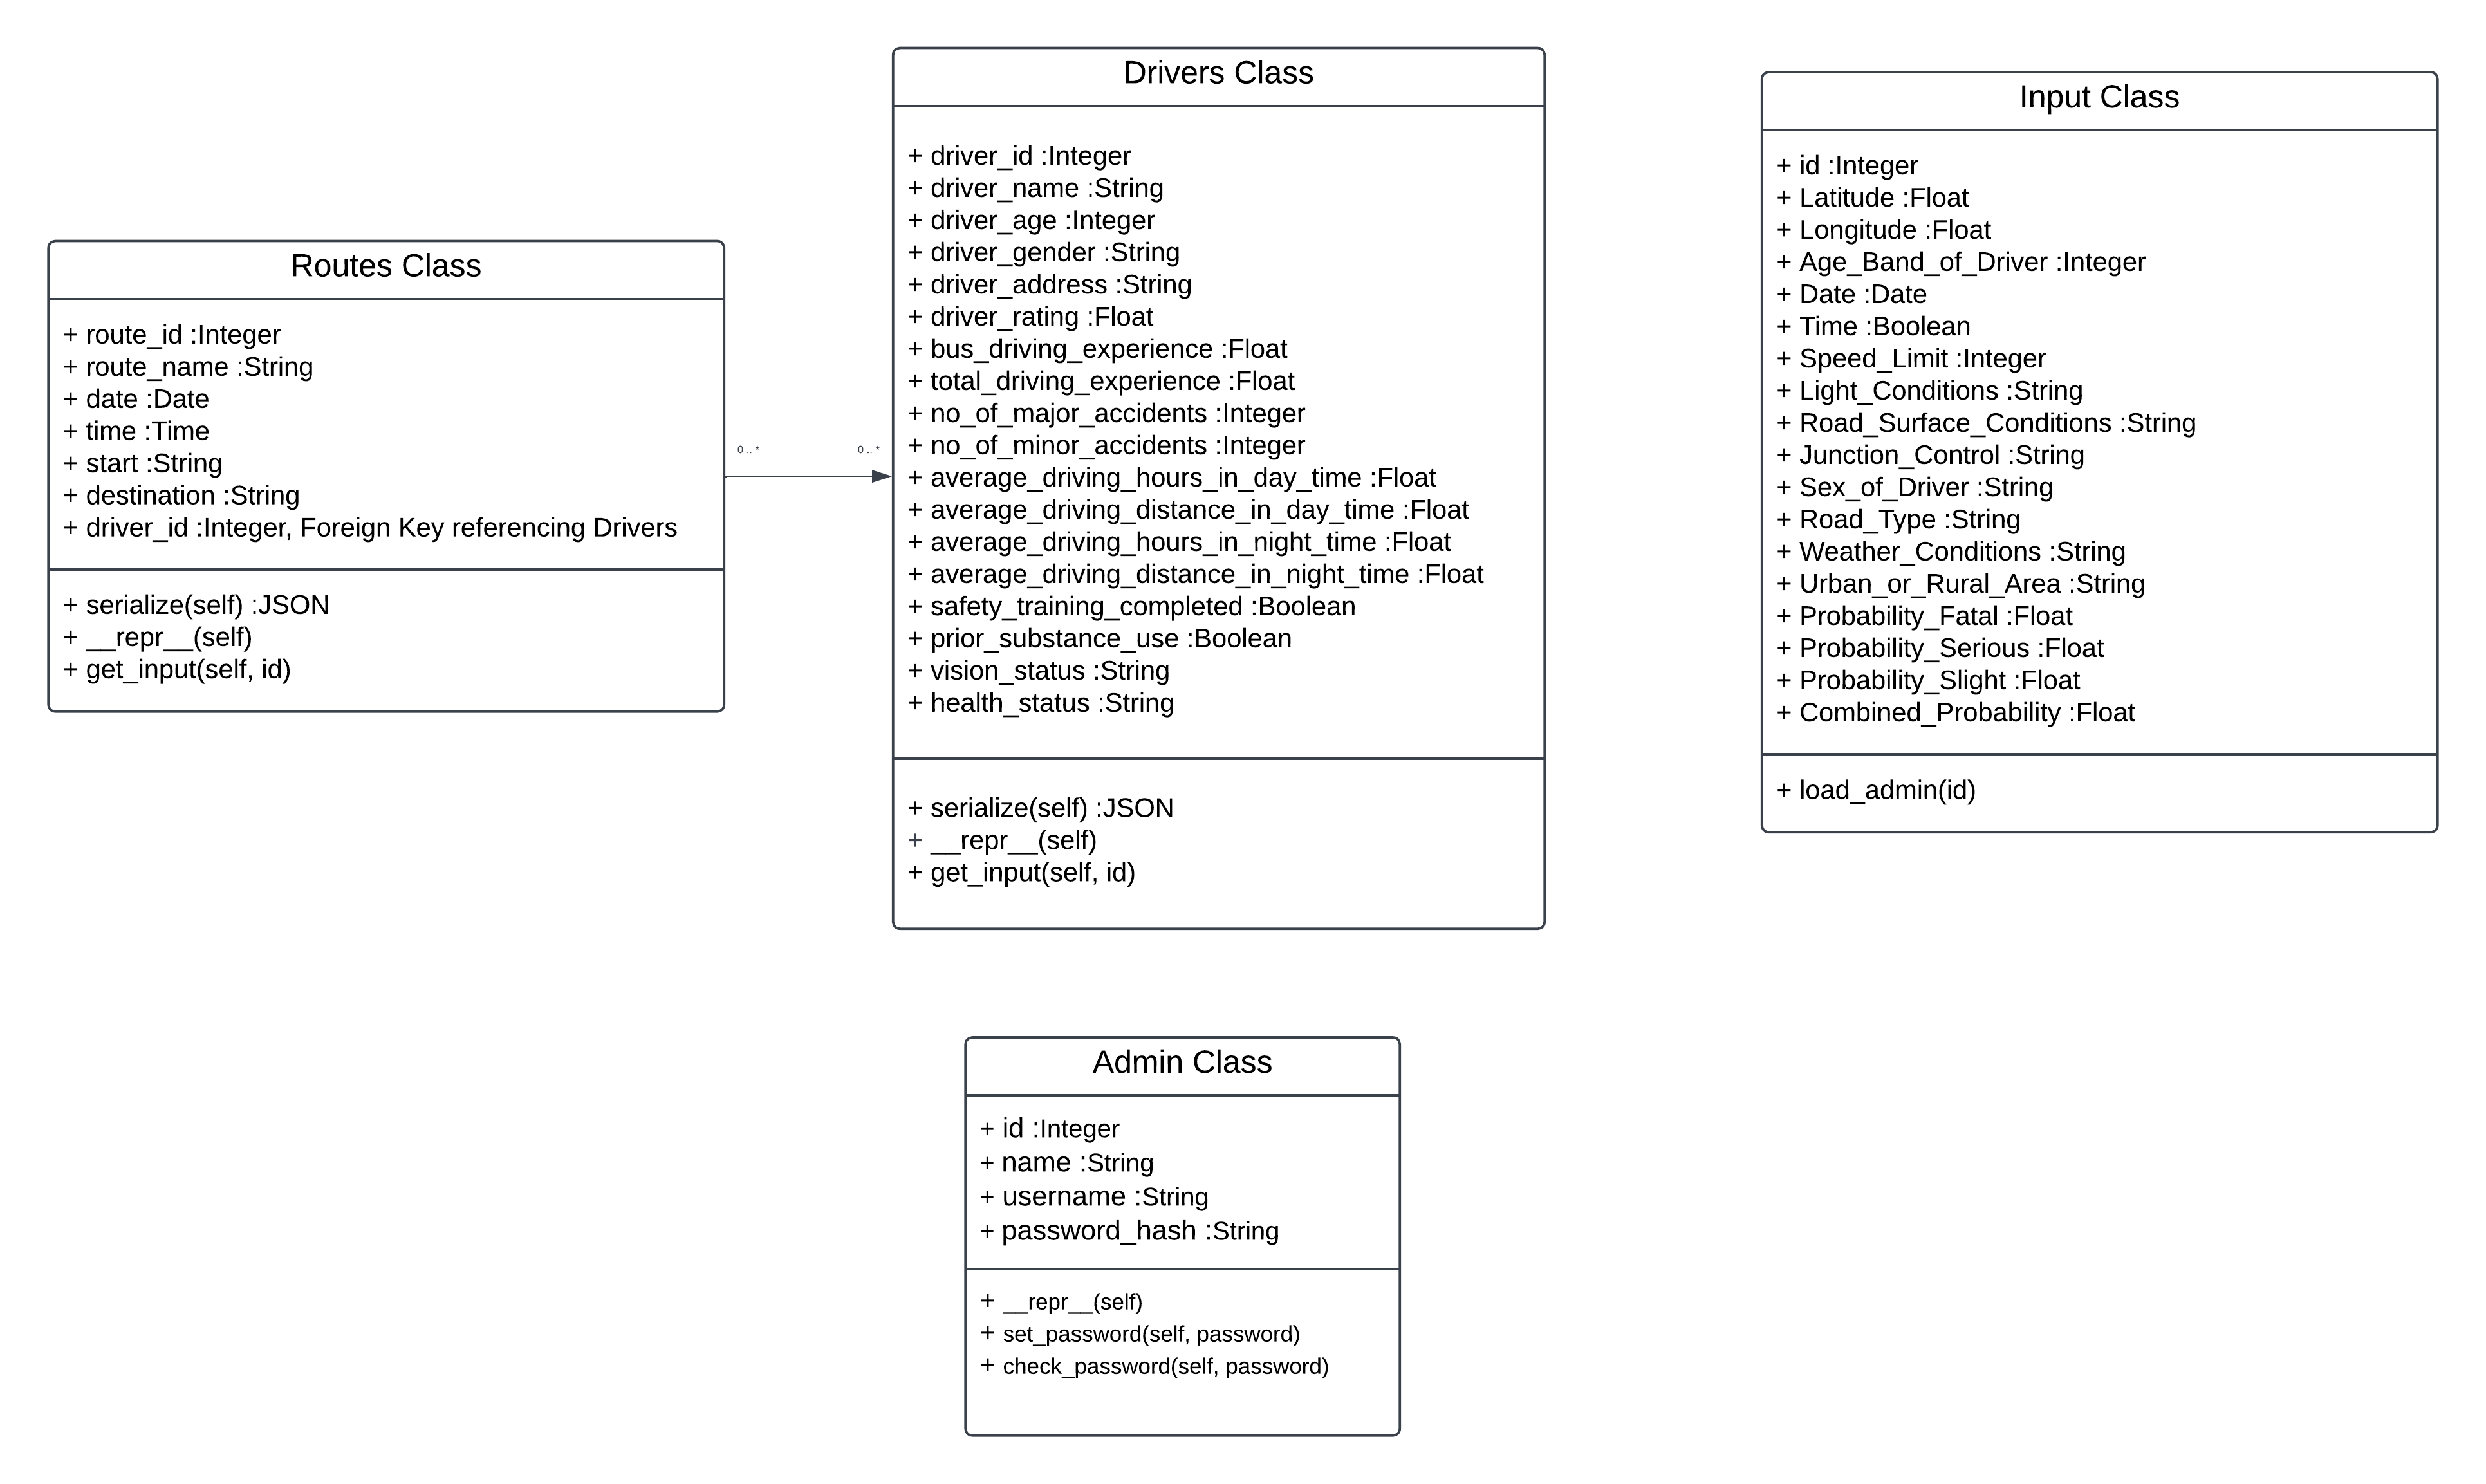 Routes Class
+ route_id :Integer
+ route_name :String
+ date :Date
+ time :Time
+ start :String
+ destination :String
+ driver_id :Integer, Foreign Key referencing Drivers
+ serialize(self) :JSON
+ __repr__(self)
+ get_input(self, id)
0 .. *
0 .. *
Drivers Class
+ driver_id :Integer
+ driver_name :String
+ driver_age :Integer
+ driver_gender :String
+ driver_address :String
+ driver_rating :Float
+ bus_driving_experience :Float
+ total_driving_experience :Float
+ no_of_major_accidents :Integer
+ no_of_minor_accidents :Integer
+ average_driving_hours_in_day_time :Float
+ average_driving_distance_in_day_time :Float
+ average_driving_hours_in_night_time :Float
+ average_driving_distance_in_night_time :Float
+ safety_training_completed :Boolean
+ prior_substance_use :Boolean
+ vision_status :String
+ health_status :String
+ serialize(self) :JSON
+ __repr__(self)
+ get_input(self, id)
Input Class
+ id :Integer
+ Latitude :Float
+ Longitude :Float
+ Age_Band_of_Driver :Integer
+ Date :Date
+ Time :Boolean
+ Speed_Limit :Integer
+ Light_Conditions :String
+ Road_Surface_Conditions :String
+ Junction_Control :String
+ Sex_of_Driver :String
+ Road_Type :String
+ Weather_Conditions :String
+ Urban_or_Rural_Area :String
+ Probability_Fatal :Float
+ Probability_Serious :Float
+ Probability_Slight :Float
+ Combined_Probability :Float
+ load_admin(id)
Admin Class
+ id :Integer
+ name :String
+ username :String
+ password_hash :String
+ __repr__(self)
+ set_password(self, password)
+ check_password(self, password)